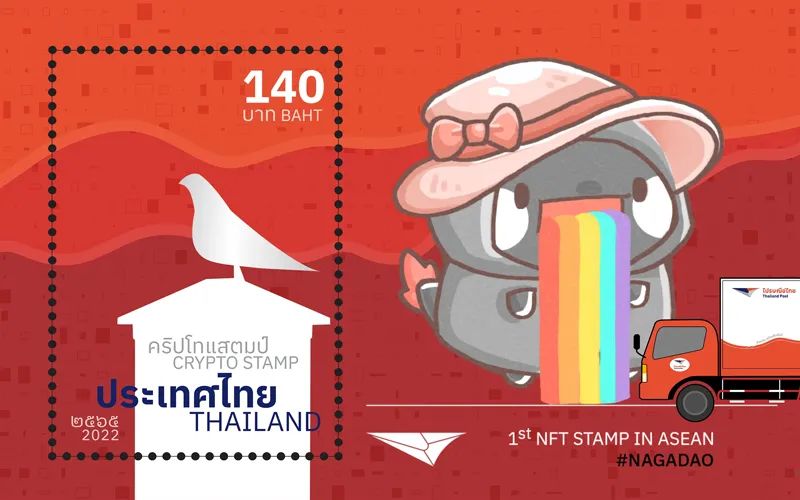 140
บาท BAHT
คริปโทแสตมป์
CRYPTO STAMP
ประเทศไทย
THAILAND
๒๕๖๕
2022
ไปรษณีย์ไทย
Thailand Post
1st NFT STAMP IN ASEAN
#NAGADAO